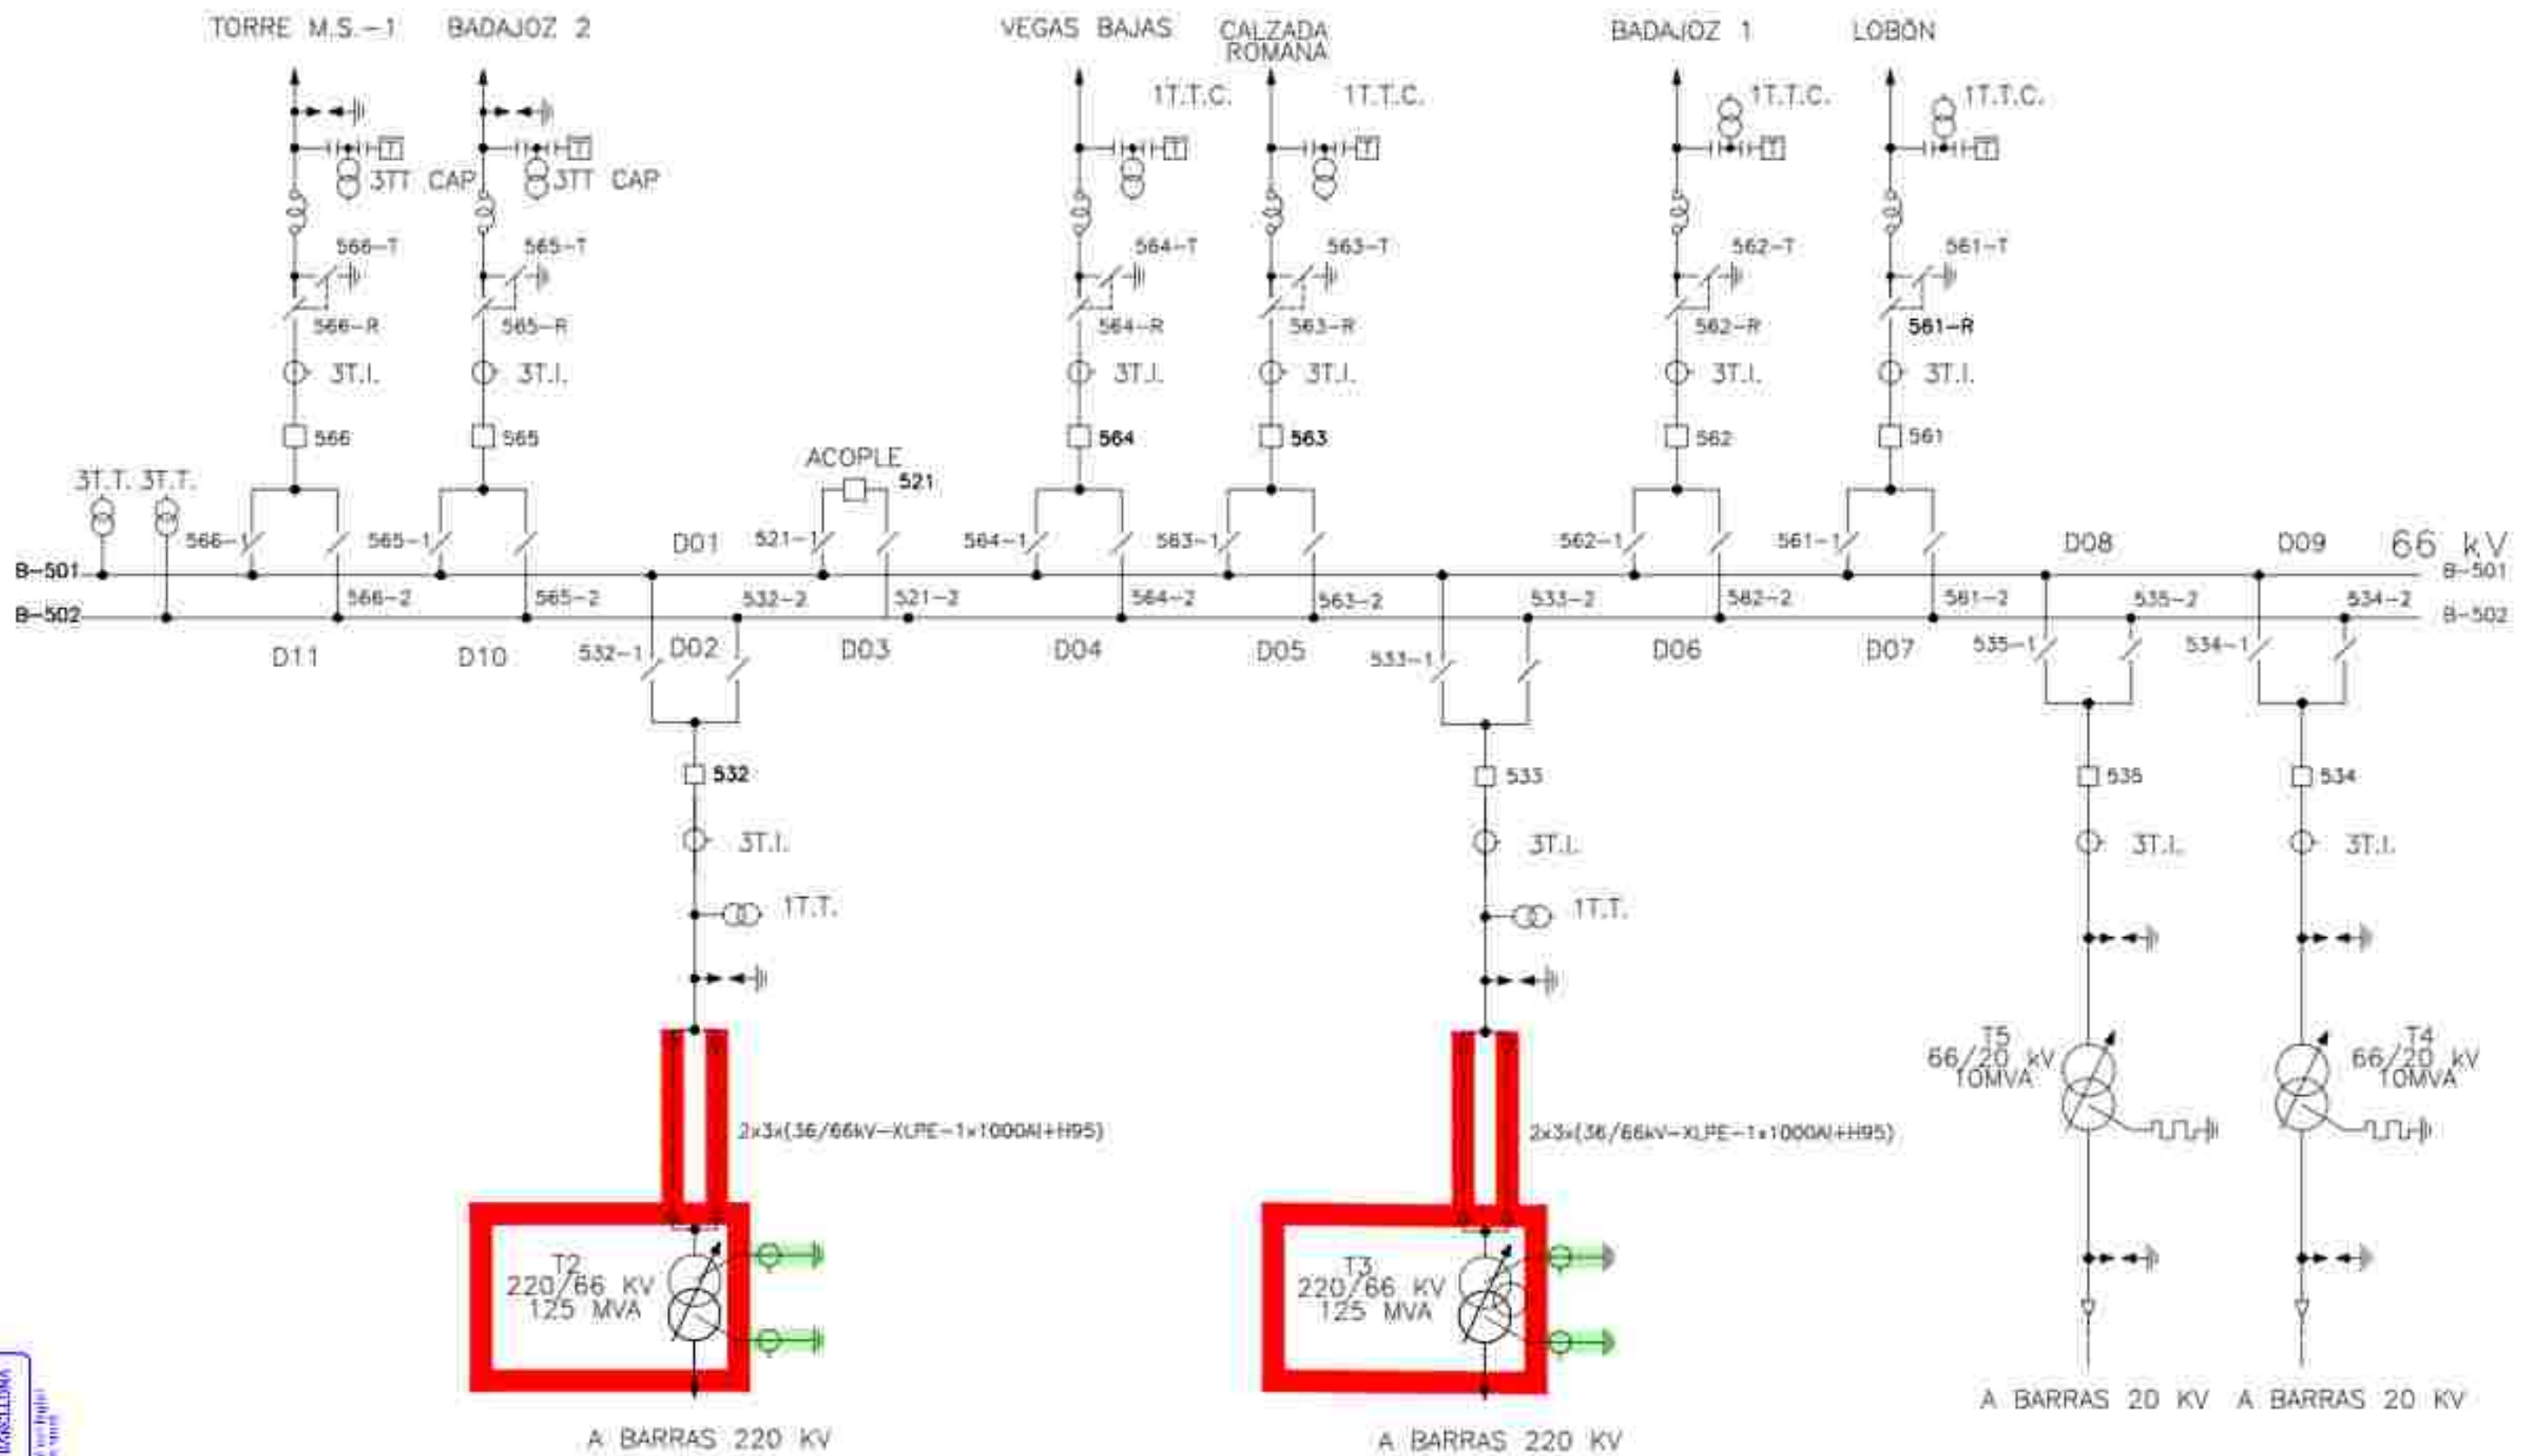 TORRE M.S.-1
BADAJOZ 2
VEGAS BAJAS
CALZADA
ROMANA
BADAJOZ 1
LOBÓN
1T.T.C.
1T.T.C.
1T.T.C.
1T.T.C.
T
T
T
T
T
T
3TT CAP
3TT CAP
566-T
565-T
564-T
563-T
562-T
561-T
566-R
565-R
564-R
563-R
562-R
561-R
3T.I.
3T.I.
3T.I.
3T.I.
3T.I.
3T.I.
566
565
564
563
562
561
ACOPLE
521
3T.T.
3T.T.
566-1
565-1
D01
521-1
564-1
563-1
562-1
561-1
D08
D09
66 kV
B-501
B-501
566-2
565-2
532-2
521-2
564-2
563-2
533-2
562-2
561-2
535-2
534-2
B-502
B-502
D11
D10
532-1
D02
D03
D04
D05
533-1
D06
D07
535-1
534-1
532
533
535
534
3T.I.
3T.I.
3T.I.
3T.I.
1T.T.
1T.T.
T5
66/20 kV
10MVA
T4
66/20 kV
10MVA
2x3x(36/66kV-XLPE-1x1000Al+H95)
2x3x(36/66kV-XLPE-1x1000Al+H95)
T2
220/66 KV
125 MVA
T3
220/66 KV
125 MVA
A BARRAS 20 KV
A BARRAS 20 KV
A BARRAS 220 KV
A BARRAS 220 KV